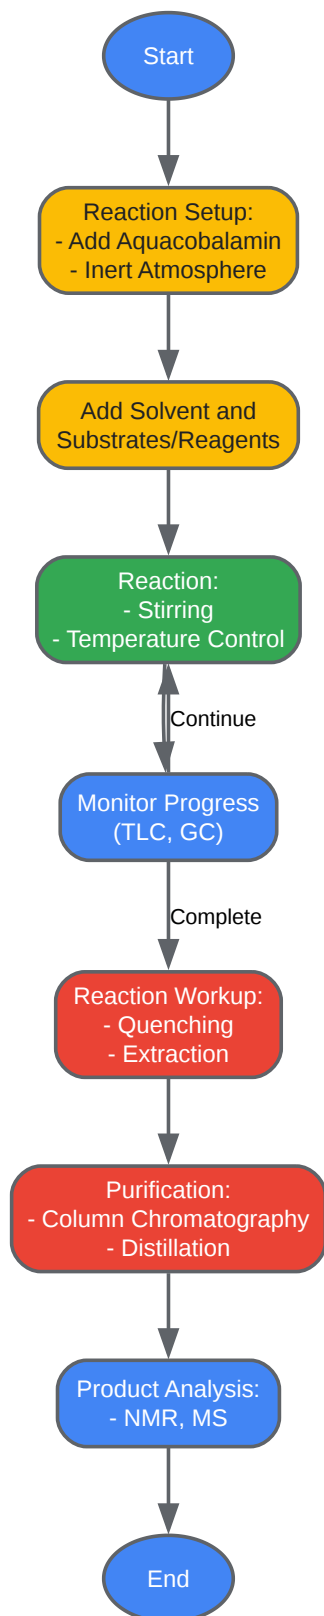 Start
Reaction Setup:
- Add Aquacobalamin
- Inert Atmosphere
Add Solvent and
Substrates/Reagents
Reaction:
- Stirring
- Temperature Control
Continue
Monitor Progress
(TLC, GC)
Complete
Reaction Workup:
- Quenching
- Extraction
Purification:
- Column Chromatography
- Distillation
Product Analysis:
- NMR, MS
End